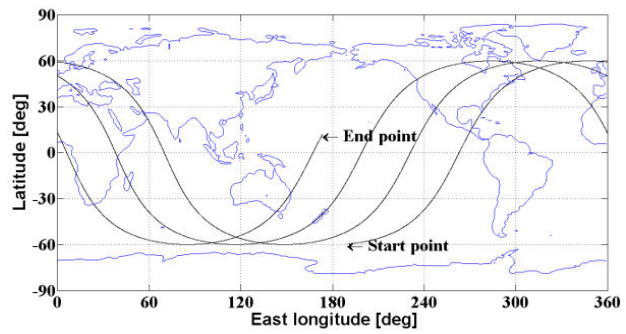 90
60
30
0
-30
-60
-90
← End point
← Start point
0 60 120 180 240 300 360
Latitude [deg]
East longitude [deg]